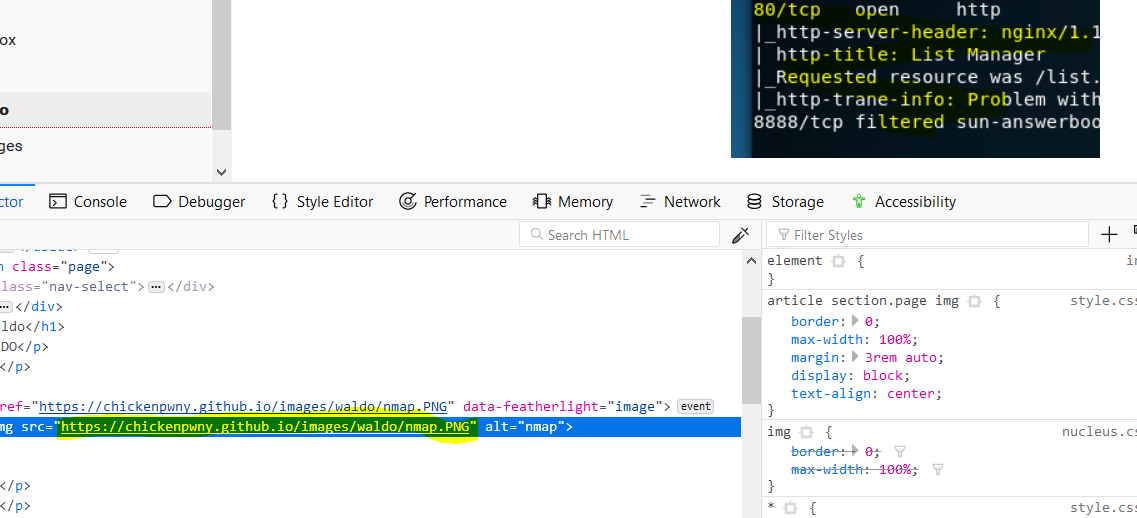 ox
o
ges
80/tcp open http
|_http-server-header: nginx/1.1
| http-title: List Manager
|_Requested resource was /list.
|_http-trane-info: Problem with
8888/tcp filtered sun-answerboo
ctor Console Debugger {} Style Editor Performance Memory Network Storage Accessibility
Search HTML
Filter Styles +
n class="page">
class="nav-select"> ⋯ </div>
⋯ </div>
ldo</h1>
DO</p>
</p>
ref="https://chickenpwny.github.io/images/waldo/nmap.PNG" data-featherlight="image"> event
mg src="https://chickenpwny.github.io/images/waldo/nmap.PNG" alt="nmap">
</p>
</p>
element { in
}
article section.page img { style.css
border: 0;
max-width: 100%;
margin: 3rem auto;
display: block;
text-align: center;
}
img { nucleus.c
border: 0;
max-width: 100%;
}
* { style.css